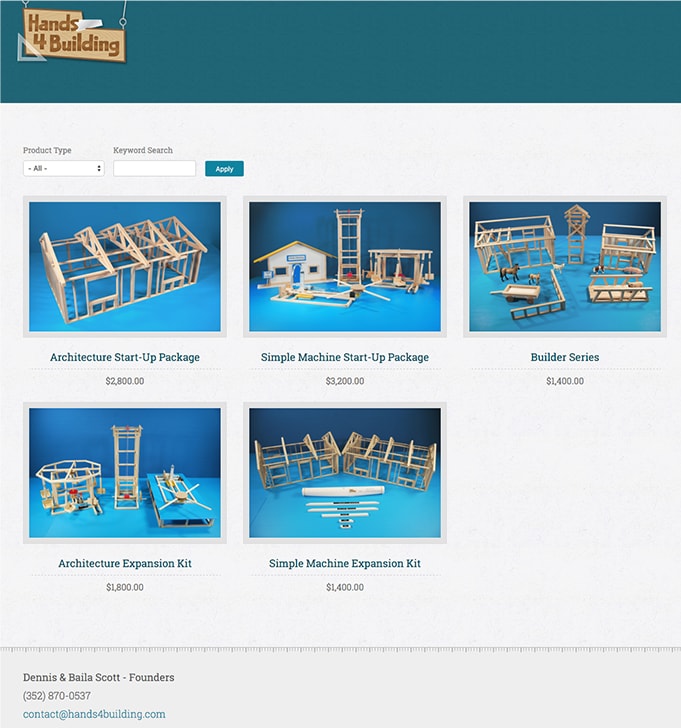 Hands
4 Building
Product Type
Keyword Search
- All -
Apply
Architecture Start-Up Package
Simple Machine Start-Up Package
Builder Series
$2,800.00
$3,200.00
$1,400.00
Architecture Expansion Kit
Simple Machine Expansion Kit
$1,800.00
$1,400.00
Dennis & Baila Scott - Founders
(352) 870-0537
contact@hands4building.com